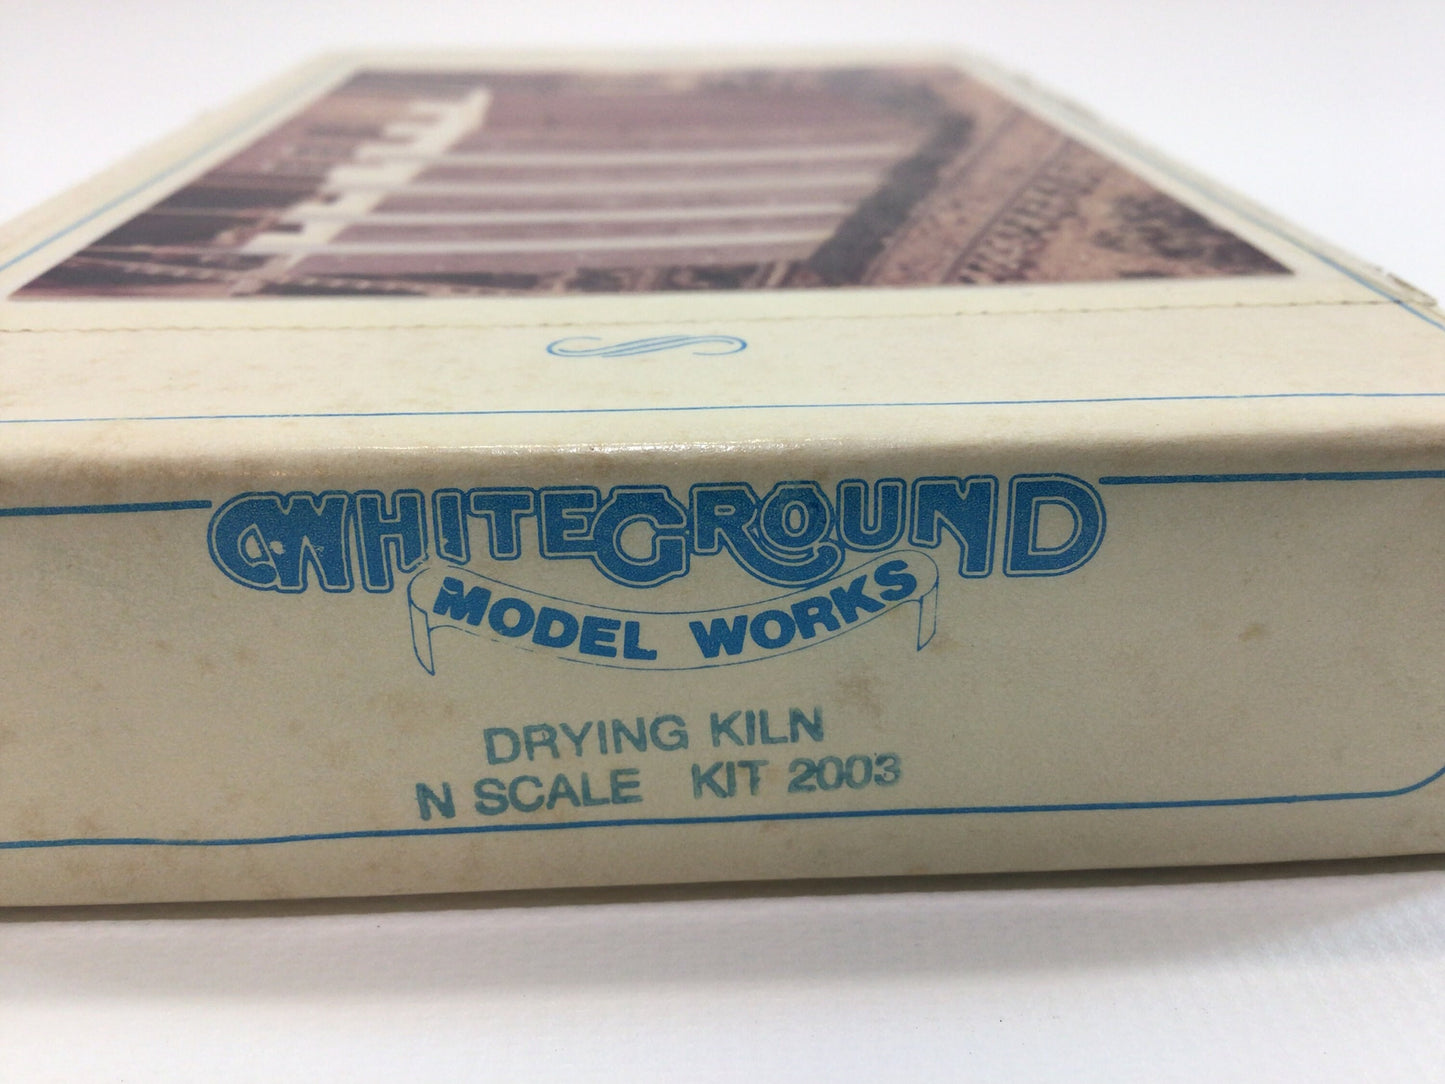 WHITEGROUND
MODEL WORKS
DRYING KILN
N SCALE KIT 2003